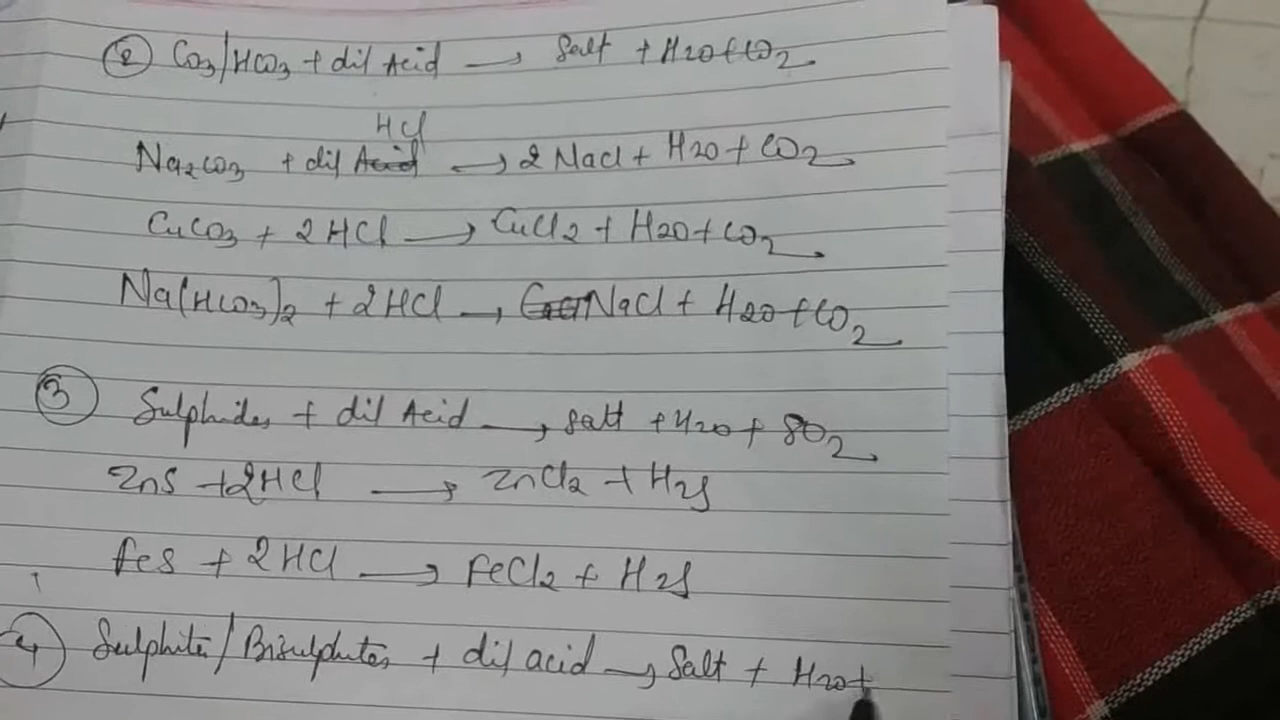 ② CO3/HCO3 + dil Acid → Salt + H2O + CO2
HCl
Na2CO3 + dil Acid → 2 NaCl + H2O + CO2
CuCO3 + 2HCl → CuCl2 + H2O + CO2
Na(HCO3)2 + 2HCl → NaCl + H2O + CO2
③ Sulphides + dil Acid → Salt + H2O + SO2
ZnS + 2HCl → ZnCl2 + H2S
FeS + 2HCl → FeCl2 + H2S
④ Sulphite/Bisulphites + dil acid → Salt + H2O +